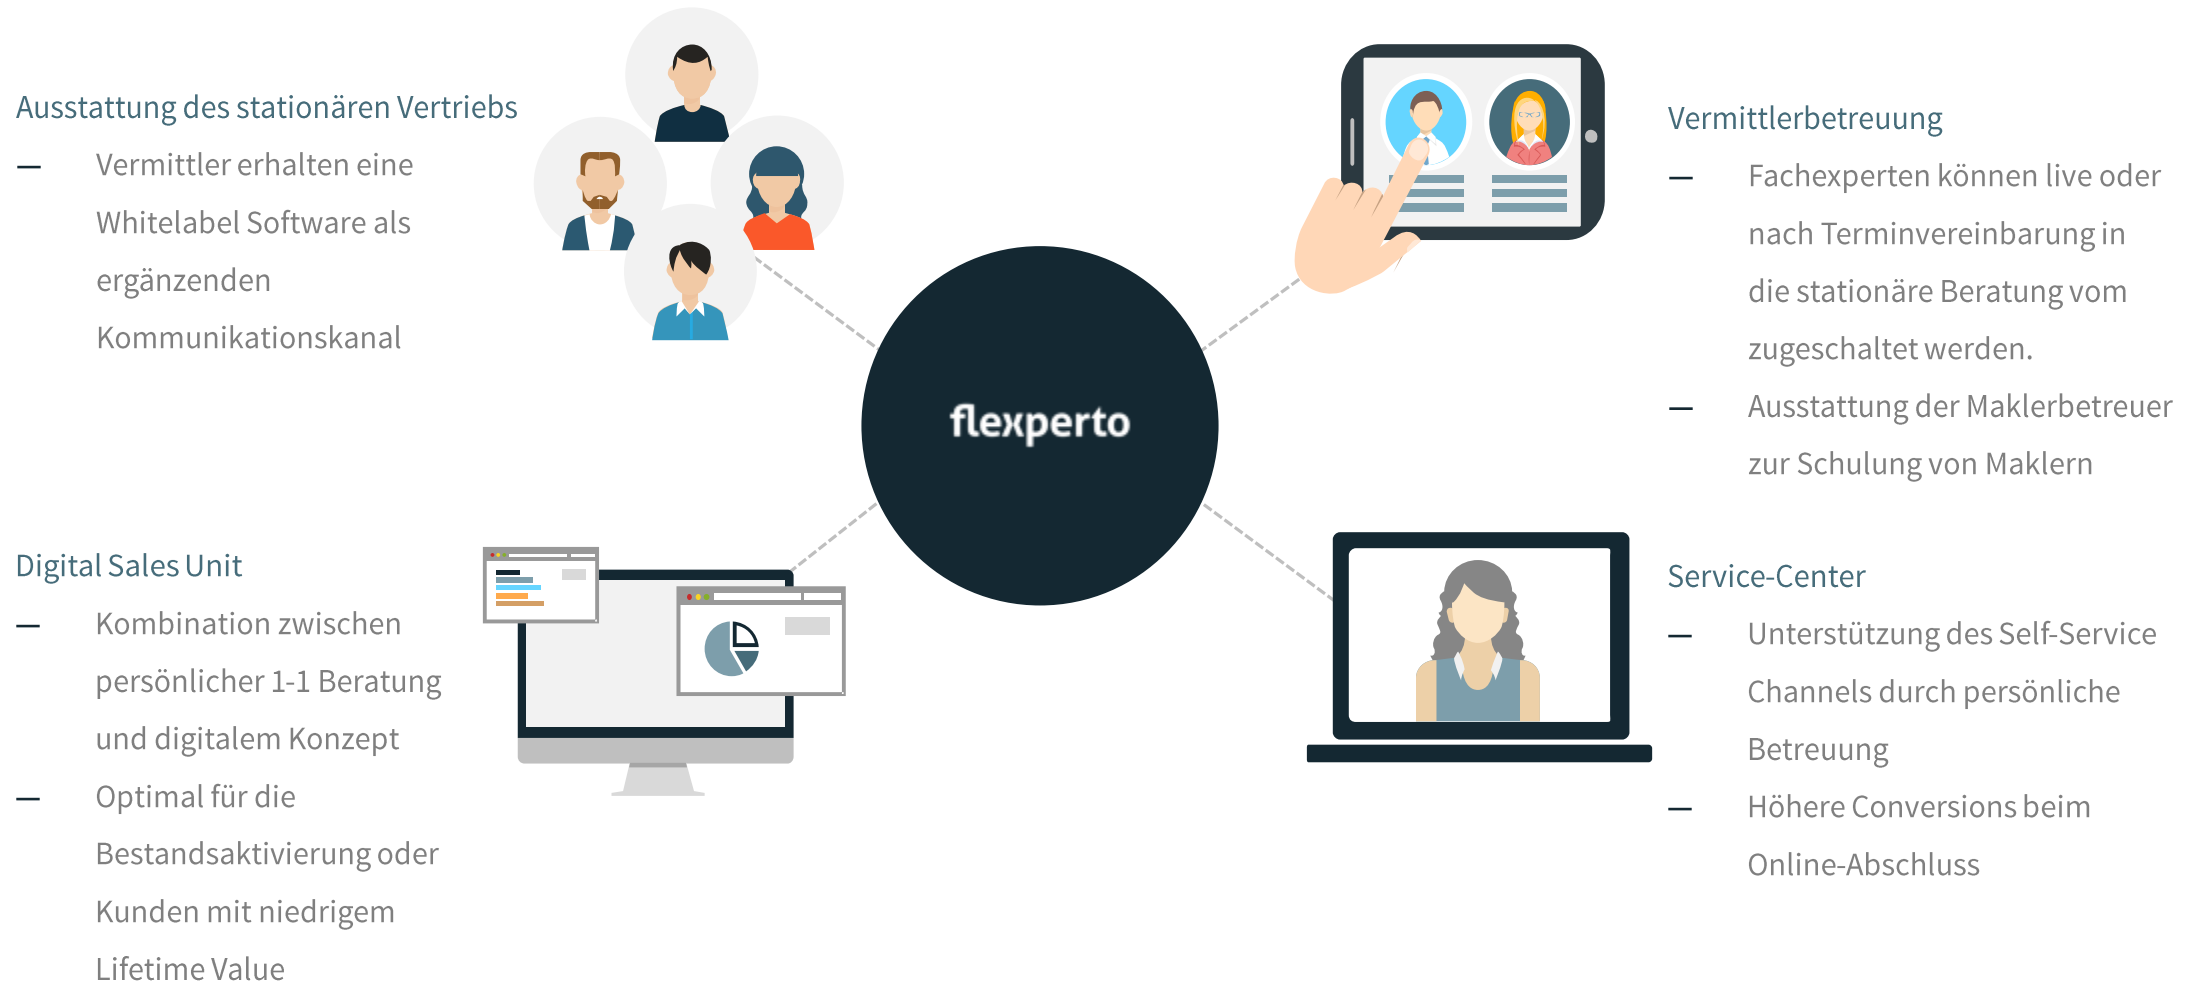 Ausstattung des stationären Vertriebs
— Vermittler erhalten eine
Whitelabel Software als
ergänzenden
Kommunikationskanal
Vermittlerbetreuung
— Fachexperten können live oder
nach Terminvereinbarung in
die stationäre Beratung vom
zugeschaltet werden.
— Ausstattung der Maklerbetreuer
zur Schulung von Maklern
flexperto
Digital Sales Unit
— Kombination zwischen
persönlicher 1-1 Beratung
und digitalem Konzept
— Optimal für die
Bestandsaktivierung oder
Kunden mit niedrigem
Lifetime Value
Service-Center
— Unterstützung des Self-Service
Channels durch persönliche
Betreuung
— Höhere Conversions beim
Online-Abschluss